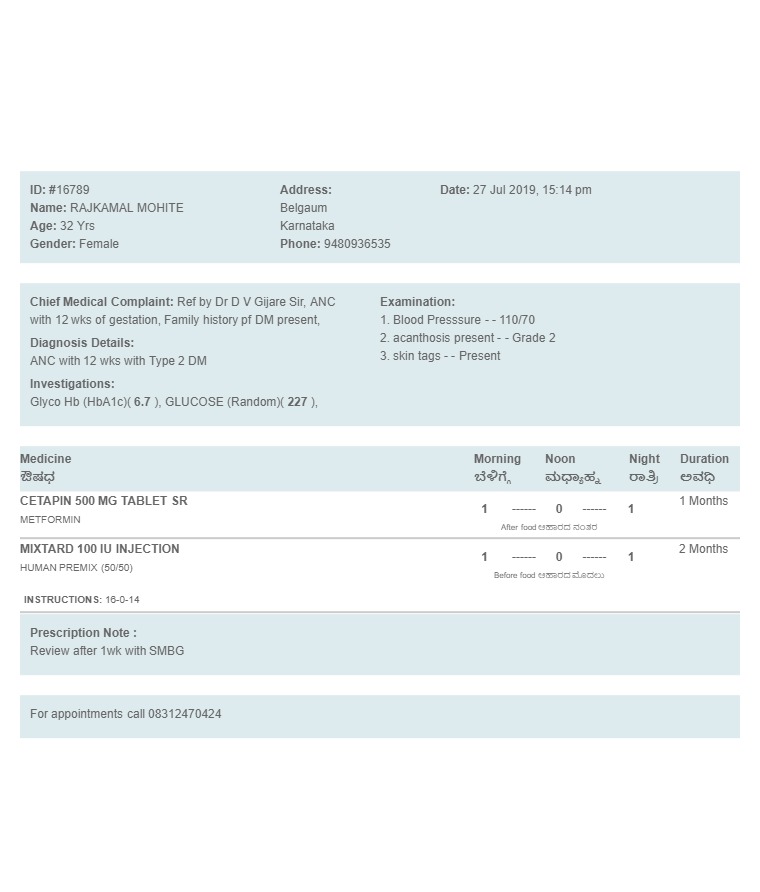 ID: #16789
Name: RAJKAMAL MOHITE
Age: 32 Yrs
Gender: Female
Address:
Belgaum
Karnataka
Phone: 9480936535
Date: 27 Jul 2019, 15:14 pm
Chief Medical Complaint: Ref by Dr D V Gijare Sir, ANC
with 12 wks of gestation, Family history pf DM present,
Diagnosis Details:
ANC with 12 wks with Type 2 DM
Investigations:
Glyco Hb (HbA1c)( 6.7 ), GLUCOSE (Random)( 227 ),
Examination:
1. Blood Presssure - - 110/70
2. acanthosis present - - Grade 2
3. skin tags - - Present
Medicine Morning Noon Night Duration
ಔಷಧ ಬೆಳಿಗ್ಗೆ ಮಧ್ಯಾಹ್ನ ರಾತ್ರಿ ಅವಧಿ
CETAPIN 500 MG TABLET SR 1 ------ 0 ------ 1 1 Months
METFORMIN
After food ಆಹಾರದ ನಂತರ
MIXTARD 100 IU INJECTION 1 ------ 0 ------ 1 2 Months
HUMAN PREMIX (50/50)
Before food ಆಹಾರದ ಮೊದಲು
INSTRUCTIONS: 16-0-14
Prescription Note :
Review after 1wk with SMBG
For appointments call 08312470424